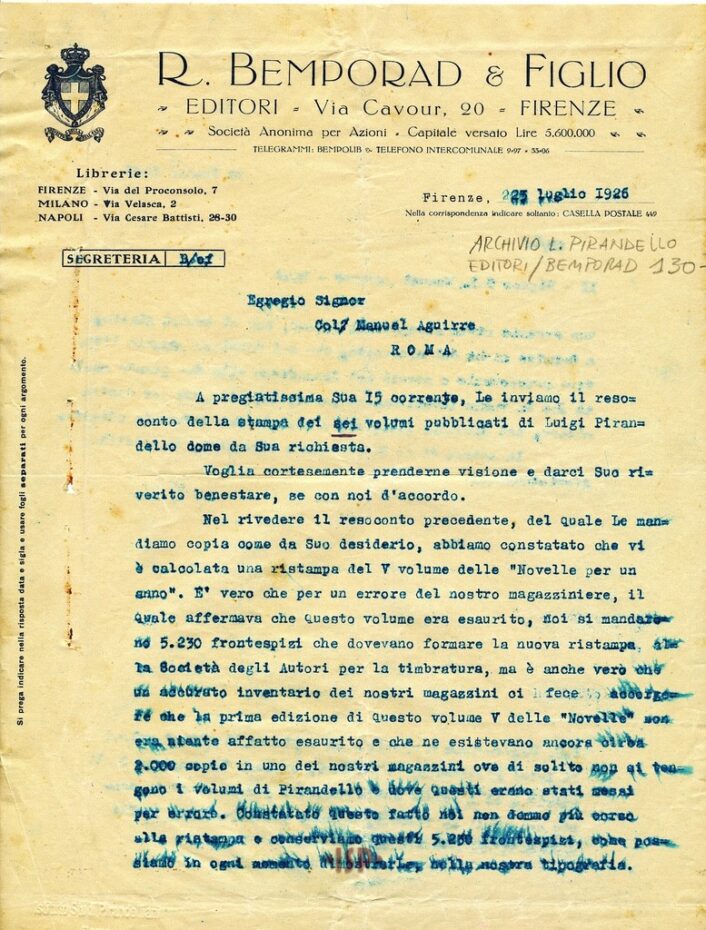 R. BEMPORAD & FIGLIO
EDITORI - Via Cavour, 20 - FIRENZE
Società Anonima per Azioni - Capitale versato Lire 5.600.000
TELEGRAMMI: BEMPOLIB - TELEFONO INTERCOMUNALE 9-97 - 33-06
Librerie:
FIRENZE - Via del Proconsolo, 7
MILANO - Via Velasca, 2
NAPOLI - Via Cesare Battisti, 28-30
Firenze, luglio 1926
Nella corrispondenza indicare soltanto: CASELLA POSTALE 449
ARCHIVIO L. PIRANDELLO
EDITORI/BEMPORAD 130-
SEGRETERIA B/cf
Egregio Signor
Col/ Manuel Aguirre
ROMA
A pregiatissima Sua 15 corrente, Le inviamo il reso=
conto della stampa dei sei volumi pubblicati di Luigi Piran=
dello dome da Sua richiesta.
Voglia cortesemente prenderne visione e darci Suo ri=
verito benestare, se con noi d'accordo.
Nel rivedere il resoconto precedente, del quale Le man=
diamo copia come da Suo desiderio, abbiamo constatato che vi
è calcolata una ristampa del V volume delle "Novelle per un
anno". E' vero che per un errore del nostro magazziniere, il
quale affermava che questo volume era esaurito, noi si mandaro=
no 5.230 frontespizi che dovevano formare la nuova ristampa, al=
la Società degli Autori per la timbratura, ma è anche vero che
un accurato inventario dei nostri magazzini ci fece accorge=
re che la prima edizione di questo volume V delle "Novelle" non
era niente affatto esaurito e che ne esistevano ancora circa
2.000 copie in uno dei nostri magazzini ove di solito non si ten=
gono i volumi di Pirandello e dove questi erano stati messi
per errore. Constatato questo fatto noi non demmo più corso
alla ristampa e conserviamo questi 5.230 frontespizi, come pos=
siamo in ogni momento dimostrarle, nella nostra tipografia.
Si prega indicare nella risposta data e sigla e usare fogli separati per ogni argomento.